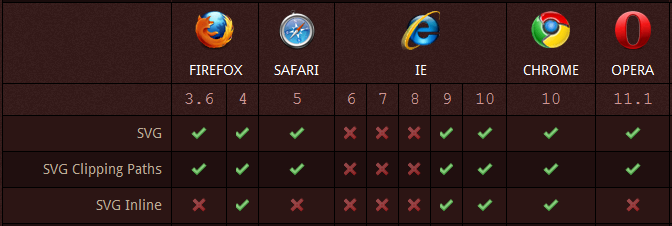 FIREFOX SAFARI IE CHROME OPERA
3.6 4 5 6 7 8 9 10 10 11.1
SVG
SVG Clipping Paths
SVG Inline